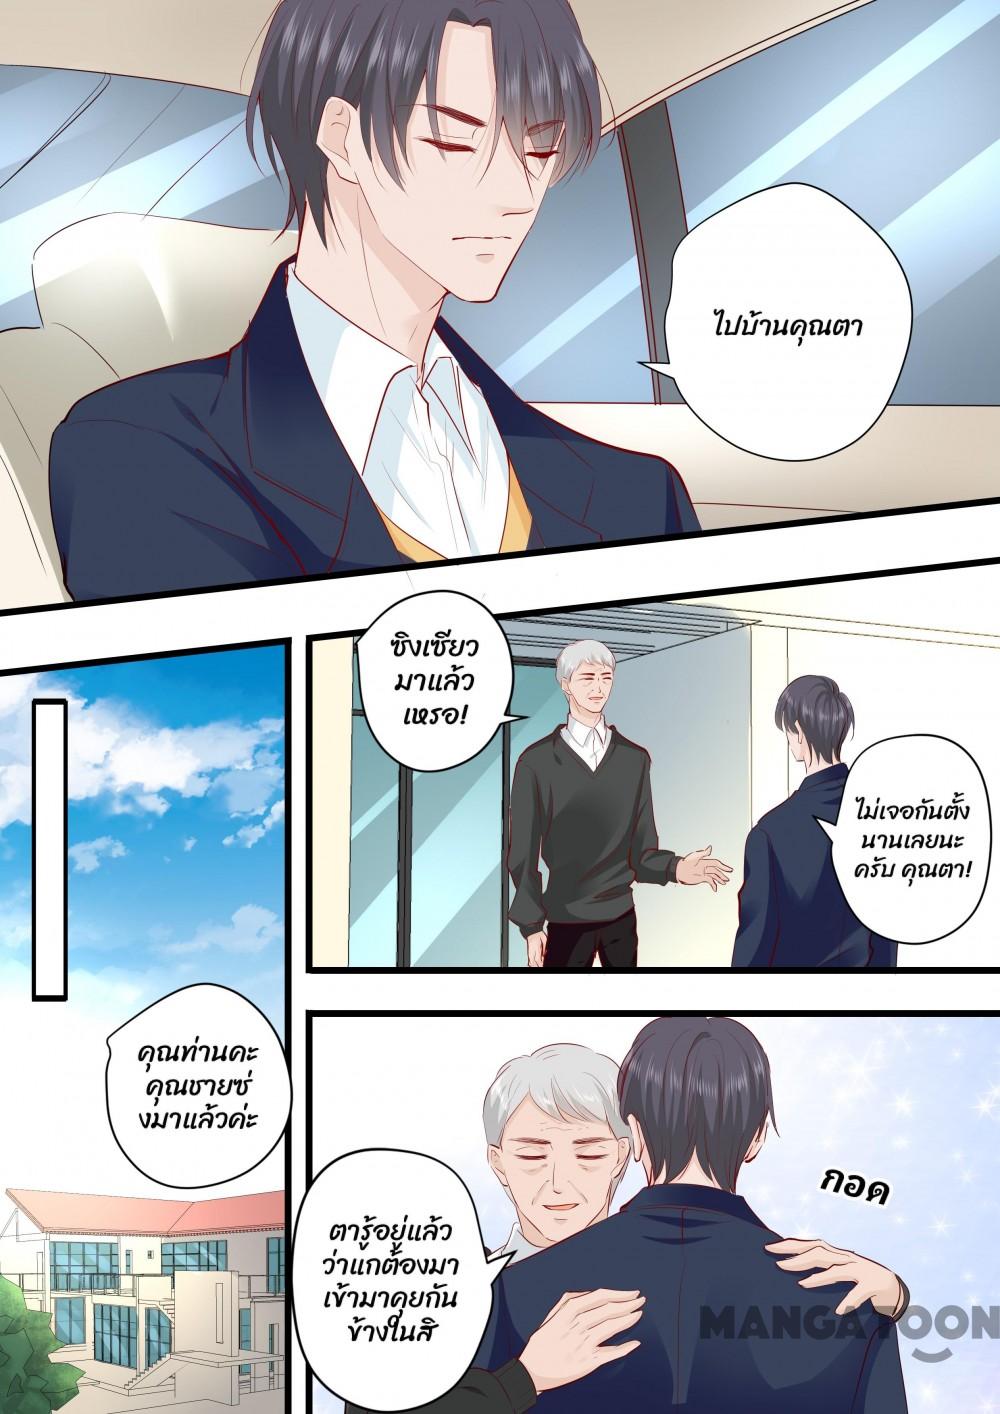 ไปบ้านคุณตา
คุณท่านคะ
คุณชายซ่
งมาแล้วค่ะ
ซิงเซียว
มาแล้ว
เหรอ!
ไม่เจอกันตั้ง
นานเลยนะ
ครับ คุณตา!
ตารู้อยู่แล้ว
ว่าแกต้องมา
เข้ามาคุยกัน
ข้างในสิ
กอด
MANGATOON